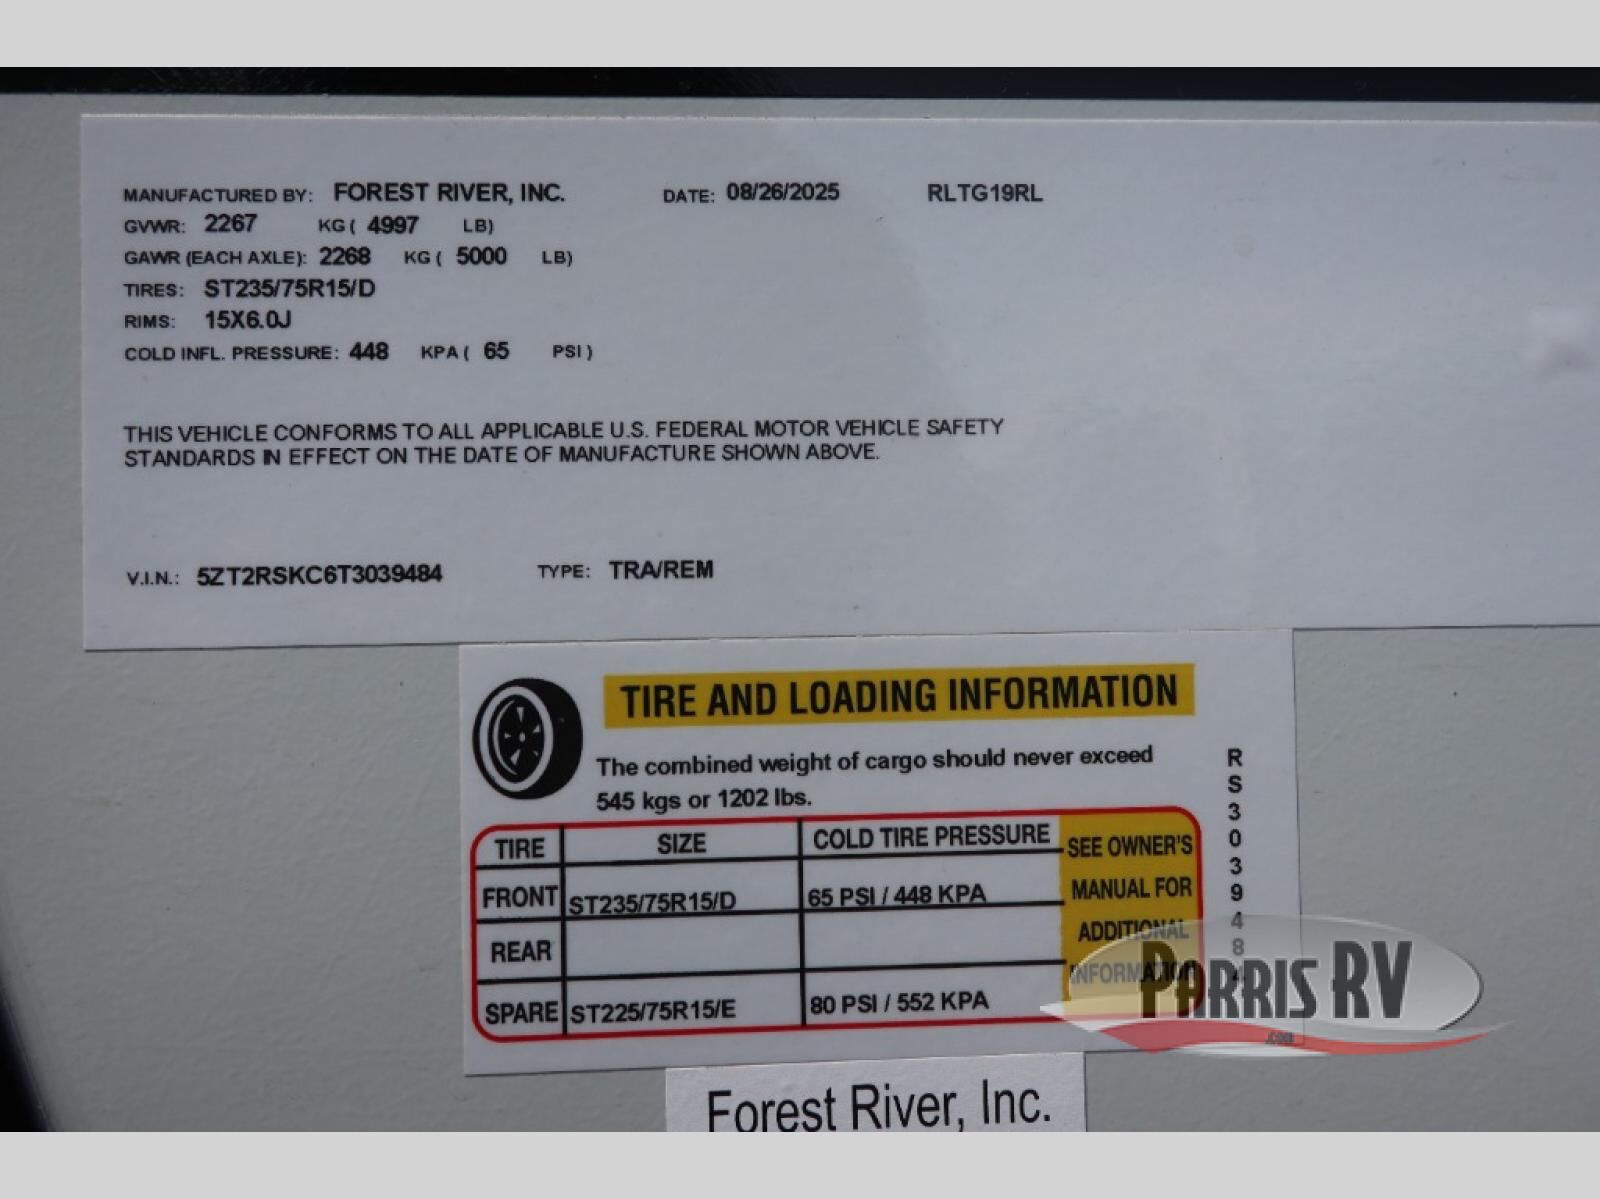 MANUFACTURED BY: FOREST RIVER, INC. DATE: 08/26/2025 RLTG19RL
GVWR: 2267 KG ( 4997 LB)
GAWR (EACH AXLE): 2268 KG ( 5000 LB)
TIRES: ST235/75R15/D
RIMS: 15X6.0J
COLD INFL. PRESSURE: 448 KPA ( 65 PSI )
THIS VEHICLE CONFORMS TO ALL APPLICABLE U.S. FEDERAL MOTOR VEHICLE SAFETY
STANDARDS IN EFFECT ON THE DATE OF MANUFACTURE SHOWN ABOVE.
V.I.N.: 5ZT2RSKC6T3039484 TYPE: TRA/REM
TIRE AND LOADING INFORMATION
The combined weight of cargo should never exceed
545 kgs or 1202 lbs.
TIRE SIZE COLD TIRE PRESSURE
FRONT ST235/75R15/D 65 PSI / 448 KPA
REAR
SPARE ST225/75R15/E 80 PSI / 552 KPA
SEE OWNER'S
MANUAL FOR
ADDITIONAL
INFORMATION
RS3039484
PARRIS RV
.com
Forest River, Inc.